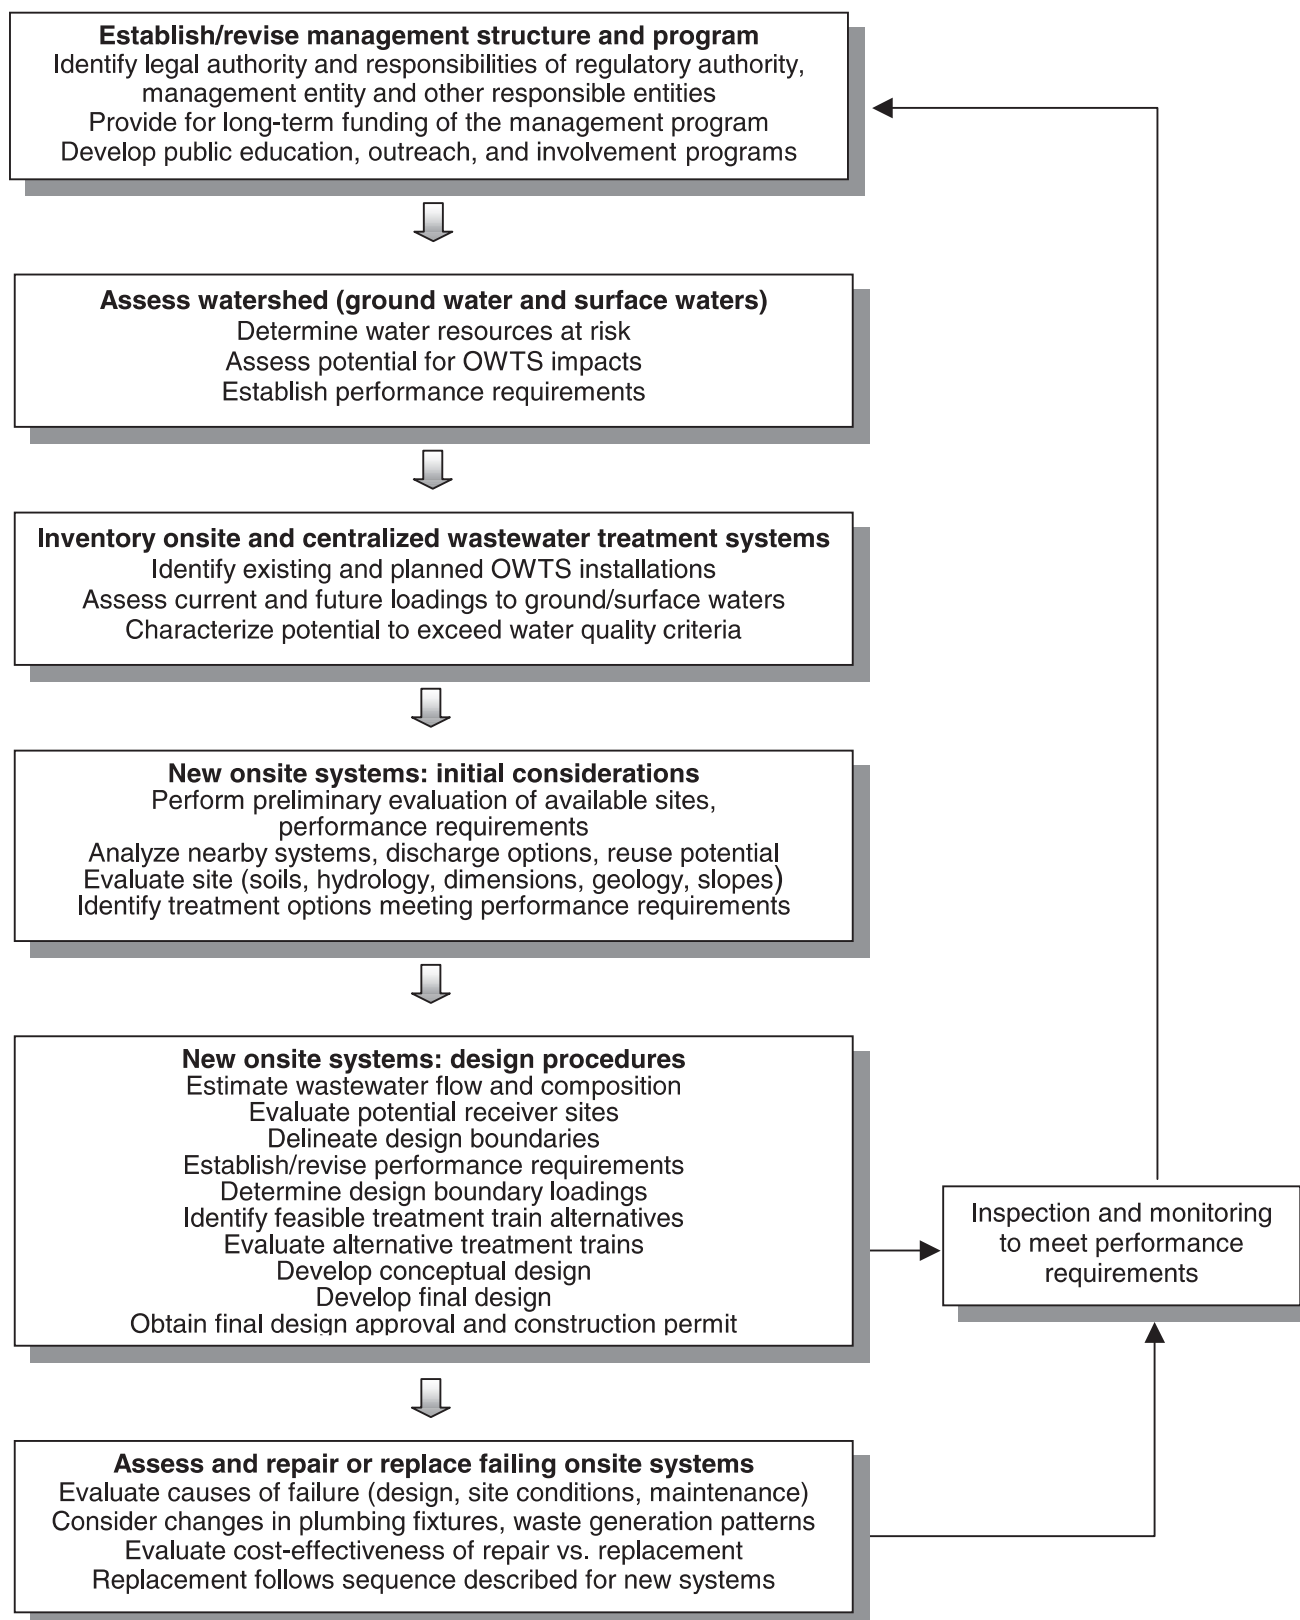 Establish/revise management structure and program
Identify legal authority and responsibilities of regulatory authority,
management entity and other responsible entities
Provide for long-term funding of the management program
Develop public education, outreach, and involvement programs
Assess watershed (ground water and surface waters)
Determine water resources at risk
Assess potential for OWTS impacts
Establish performance requirements
Inventory onsite and centralized wastewater treatment systems
Identify existing and planned OWTS installations
Assess current and future loadings to ground/surface waters
Characterize potential to exceed water quality criteria
New onsite systems: initial considerations
Perform preliminary evaluation of available sites,
performance requirements
Analyze nearby systems, discharge options, reuse potential
Evaluate site (soils, hydrology, dimensions, geology, slopes)
Identify treatment options meeting performance requirements
New onsite systems: design procedures
Estimate wastewater flow and composition
Evaluate potential receiver sites
Delineate design boundaries
Establish/revise performance requirements
Determine design boundary loadings
Identify feasible treatment train alternatives
Evaluate alternative treatment trains
Develop conceptual design
Develop final design
Obtain final design approval and construction permit
Inspection and monitoring
to meet performance
requirements
Assess and repair or replace failing onsite systems
Evaluate causes of failure (design, site conditions, maintenance)
Consider changes in plumbing fixtures, waste generation patterns
Evaluate cost-effectiveness of repair vs. replacement
Replacement follows sequence described for new systems